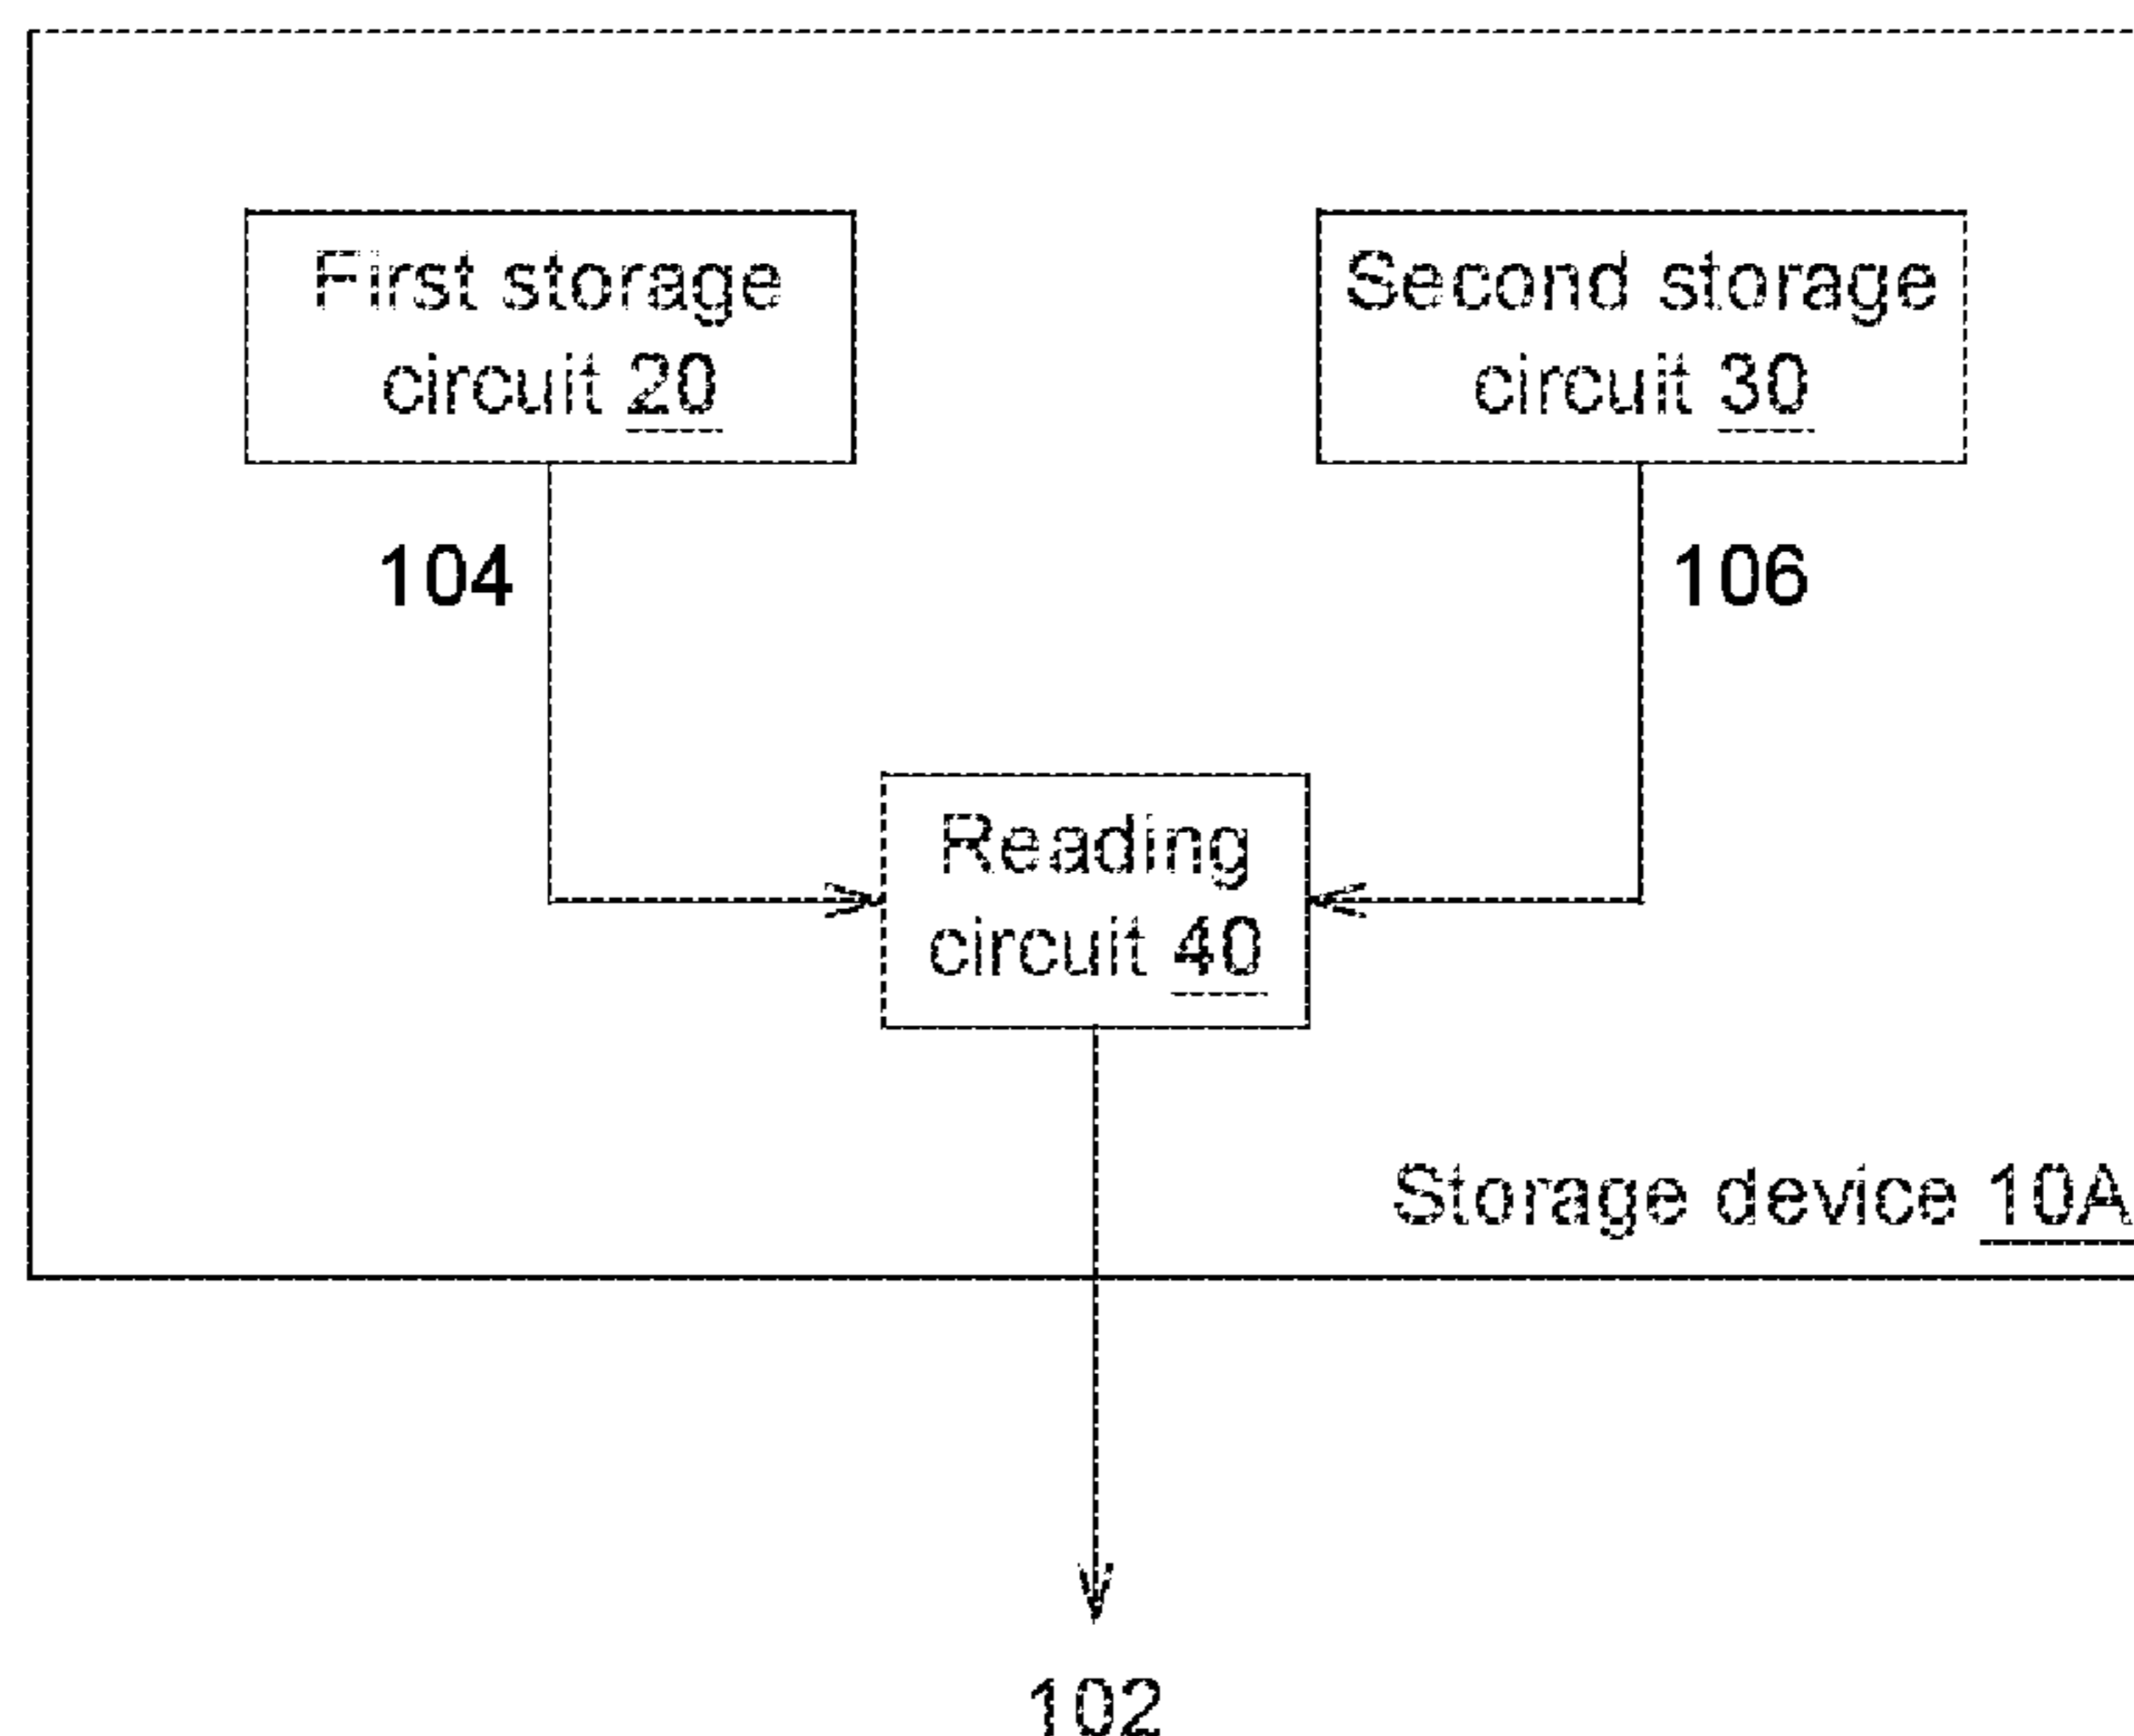 First storage
circuit 20
Second storage
circuit 30
104
106
Reading
circuit 40
Storage device 10A
102